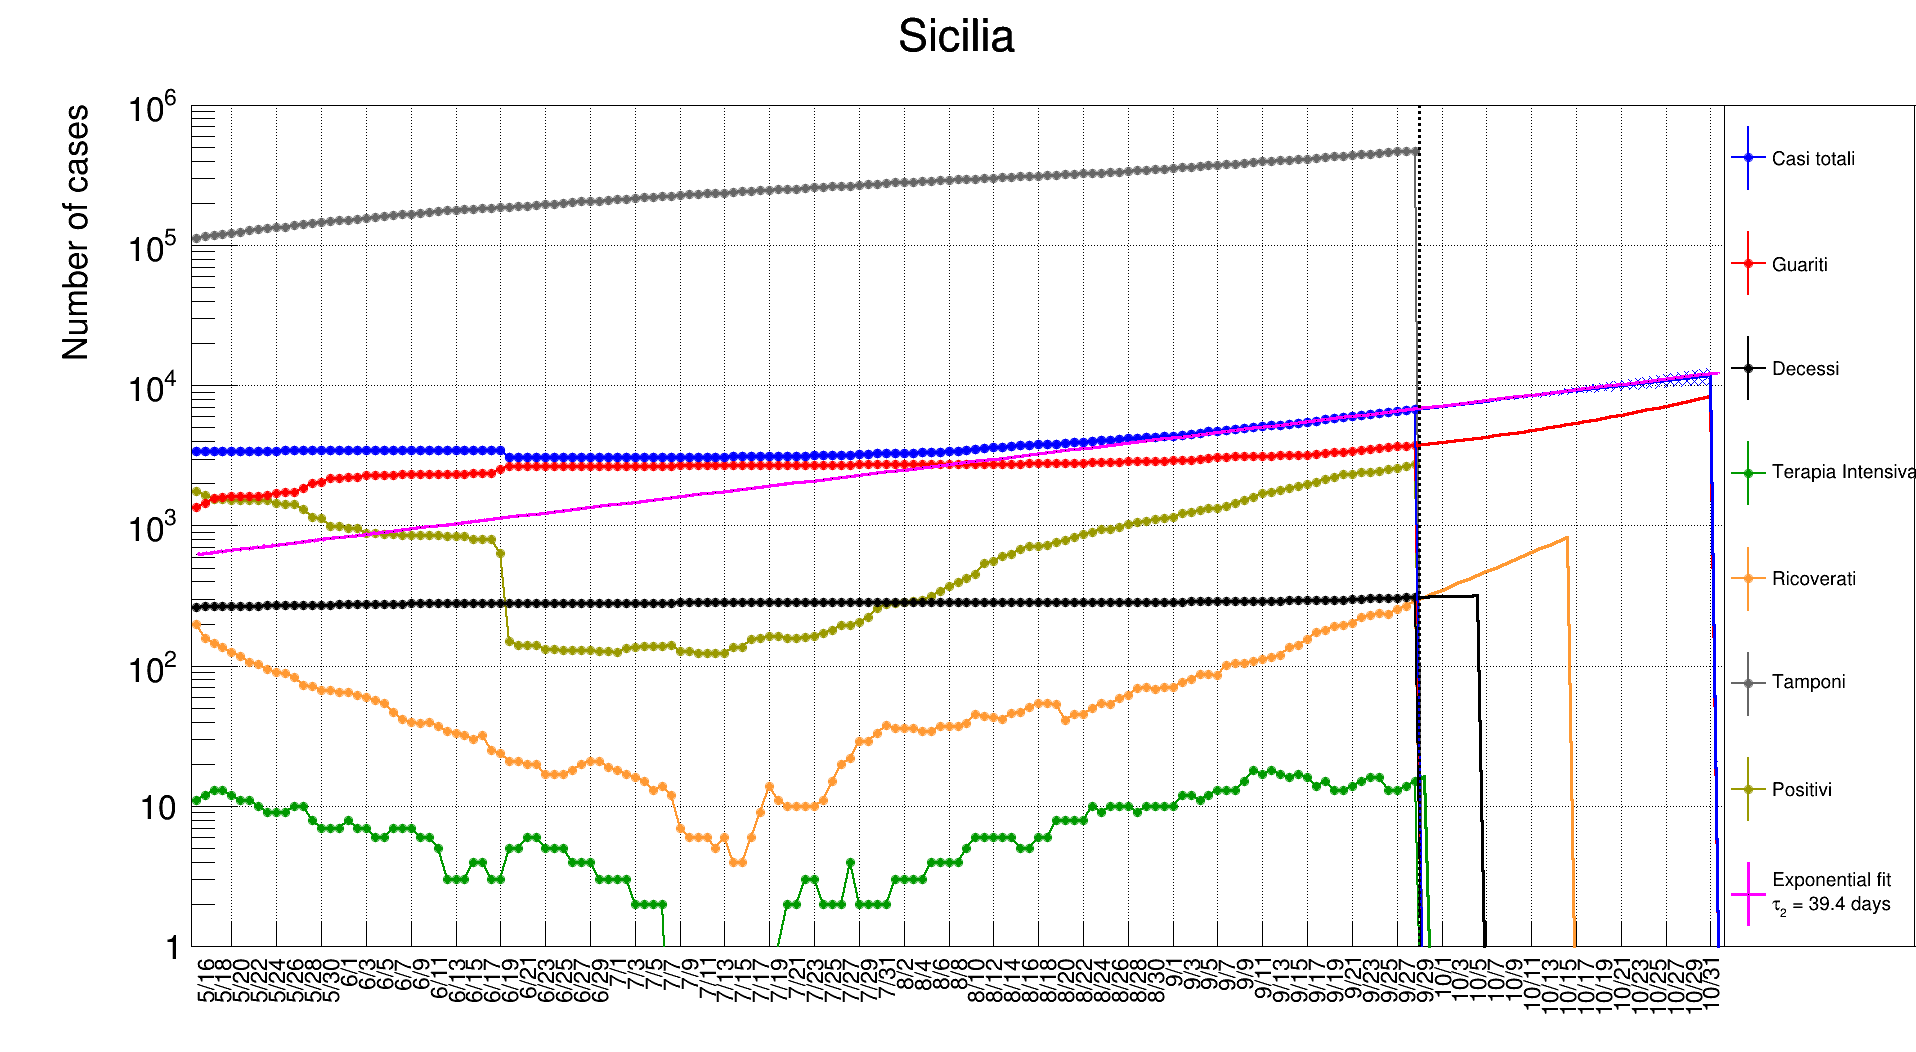 Sicilia
Number of cases
10^6
10^5
10^4
10^3
10^2
10
1
5/16 5/18 5/20 5/22 5/24 5/26 5/28 5/30 6/1 6/3 6/5 6/7 6/9 6/11 6/13 6/15 6/17 6/19 6/21 6/23 6/25 6/27 6/29 7/1 7/3 7/5 7/7 7/9 7/11 7/13 7/15 7/17 7/19 7/21 7/23 7/25 7/27 7/29 7/31 8/2 8/4 8/6 8/8 8/10 8/12 8/14 8/16 8/18 8/20 8/22 8/24 8/26 8/28 8/30 9/1 9/3 9/5 9/7 9/9 9/11 9/13 9/15 9/17 9/19 9/21 9/23 9/25 9/27 9/29 10/1 10/3 10/5 10/7 10/9 10/11 10/13 10/15 10/17 10/19 10/21 10/23 10/25 10/27 10/29 10/31
Casi totali
Guariti
Decessi
Terapia Intensiva
Ricoverati
Tamponi
Positivi
Exponential fit
τ_2 = 39.4 days